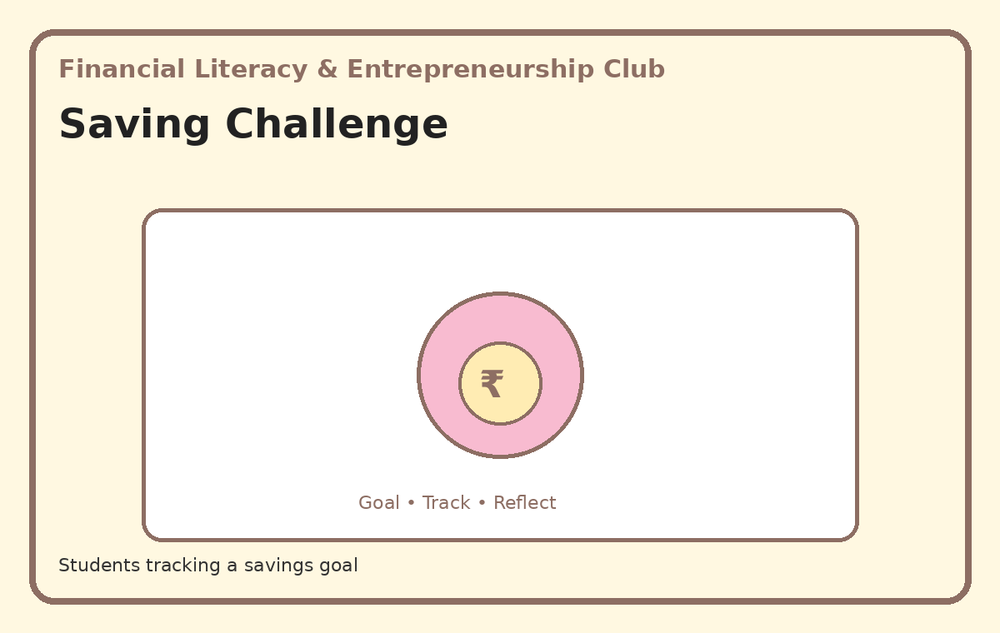 Financial Literacy & Entrepreneurship Club
Saving Challenge
₹
Goal • Track • Reflect
Students tracking a savings goal